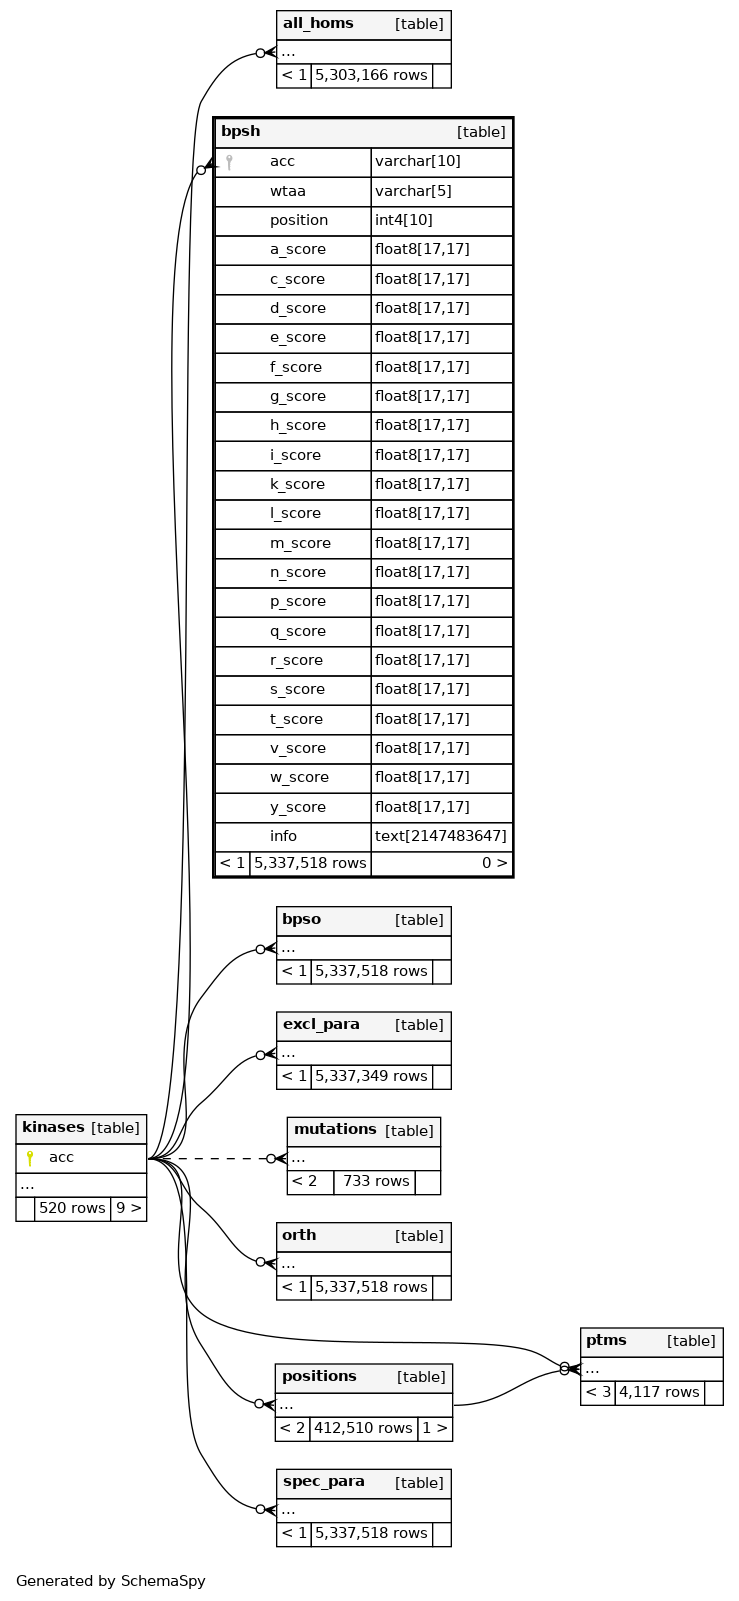 all_homs [table]
...
< 1 5,303,166 rows
bpsh [table]
acc varchar[10]
wtaa varchar[5]
position int4[10]
a_score float8[17,17]
c_score float8[17,17]
d_score float8[17,17]
e_score float8[17,17]
f_score float8[17,17]
g_score float8[17,17]
h_score float8[17,17]
i_score float8[17,17]
k_score float8[17,17]
l_score float8[17,17]
m_score float8[17,17]
n_score float8[17,17]
p_score float8[17,17]
q_score float8[17,17]
r_score float8[17,17]
s_score float8[17,17]
t_score float8[17,17]
v_score float8[17,17]
w_score float8[17,17]
y_score float8[17,17]
info text[2147483647]
< 1 5,337,518 rows 0 >
bpso [table]
...
< 1 5,337,518 rows
excl_para [table]
...
< 1 5,337,349 rows
kinases [table]
acc
...
520 rows 9 >
mutations [table]
...
< 2 733 rows
orth [table]
...
< 1 5,337,518 rows
ptms [table]
...
< 3 4,117 rows
positions [table]
...
< 2 412,510 rows 1 >
spec_para [table]
...
< 1 5,337,518 rows
Generated by SchemaSpy